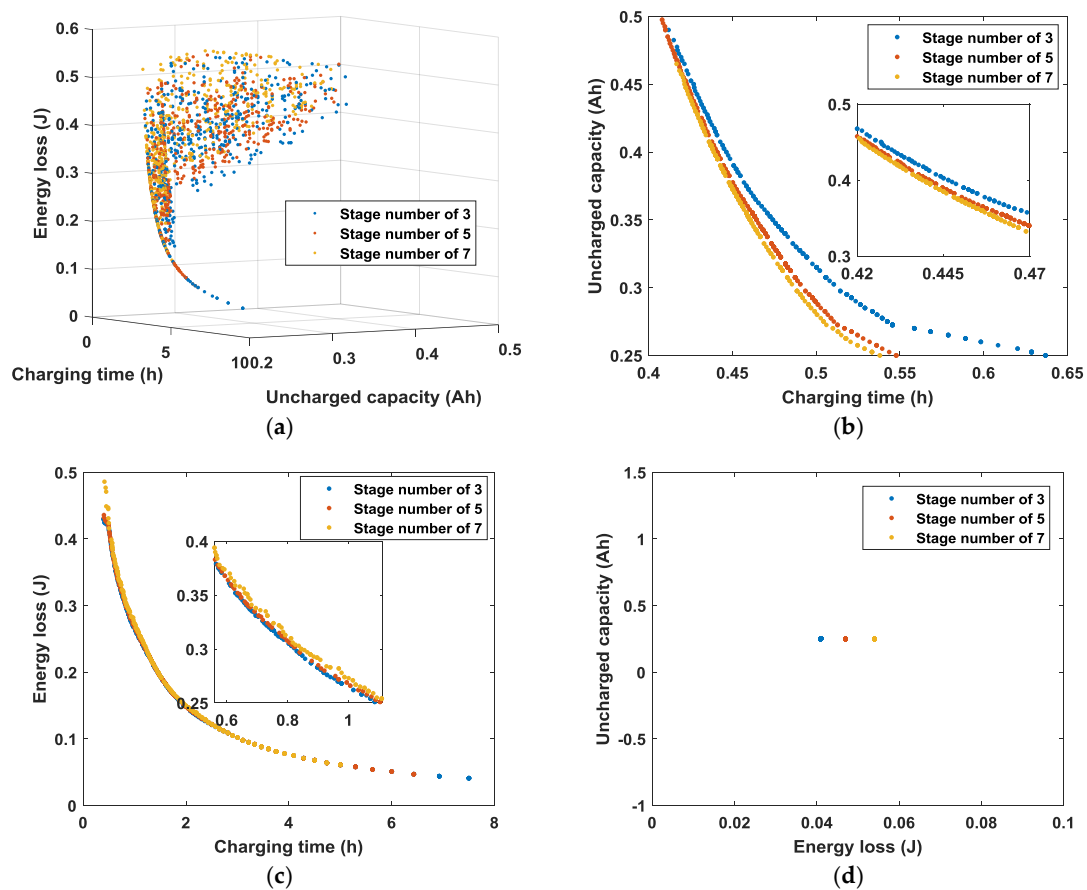 0.6
0.5
0.4
0.3
0.2
0.1
0
Energy loss (J)
Stage number of 3
Stage number of 5
Stage number of 7
0
5
100.2
0.3
0.4
0.5
Charging time (h)
Uncharged capacity (Ah)
(a)
0.5
0.45
0.4
0.35
0.3
0.25
Uncharged capacity (Ah)
Stage number of 3
Stage number of 5
Stage number of 7
0.5
0.4
0.3
0.42
0.445
0.47
0.4
0.45
0.5
0.55
0.6
0.65
Charging time (h)
(b)
0.5
0.4
0.3
0.2
0.1
0
Energy loss (J)
Stage number of 3
Stage number of 5
Stage number of 7
0.4
0.35
0.3
0.25
0.6
0.8
1
0
2
4
6
8
Charging time (h)
(c)
1.5
1
0.5
0
-0.5
-1
Uncharged capacity (Ah)
Stage number of 3
Stage number of 5
Stage number of 7
0
0.02
0.04
0.06
0.08
0.1
Energy loss (J)
(d)